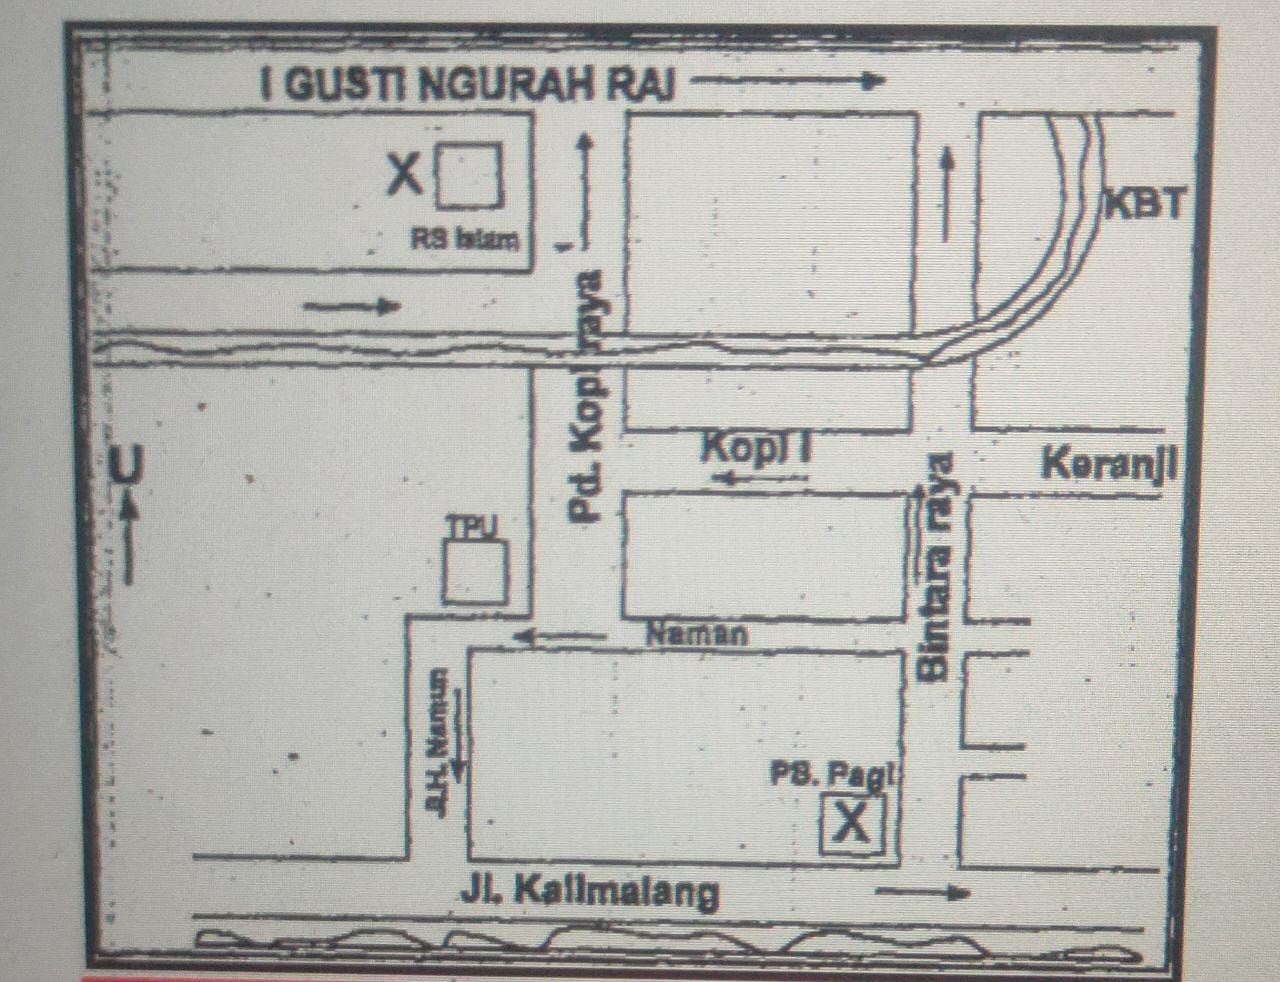 I GUSTI NGURAH RAI
X
RS Islam
KBT
Pd. Kopi raya
U
Kopi I
Keranji
TPU
Bintara raya
Naman
Jl.H. Naman
PS. Pagi
X
Jl. Kalimalang